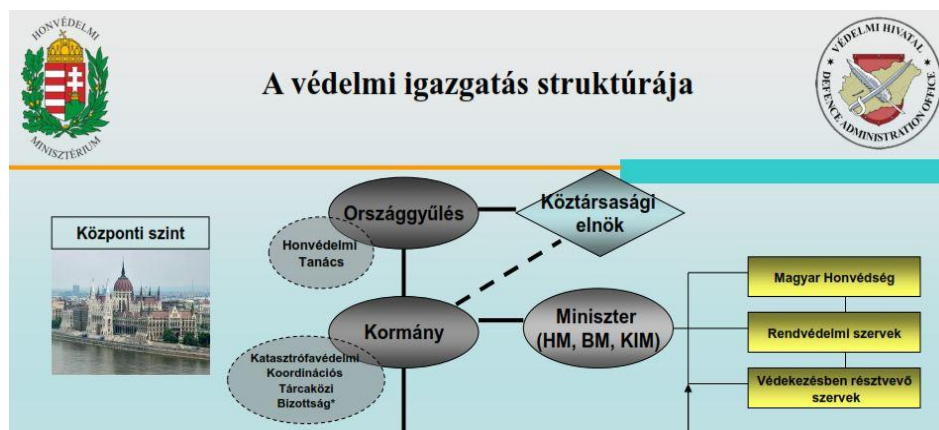 HONVÉDELMI
MINISZTÉRIUM
A védelmi igazgatás struktúrája
VÉDELMI HIVATAL
DEFENCE ADMINISTRATION OFFICE
Központi szint
Országgyűlés
Köztársasági
elnök
Honvédelmi
Tanács
Kormány
Miniszter
(HM, BM, KIM)
Katasztrófavédelmi
Koordinációs
Tárcaközi
Bizottság*
Magyar Honvédség
Rendvédelmi szervek
Védekezésben résztvevő
szervek